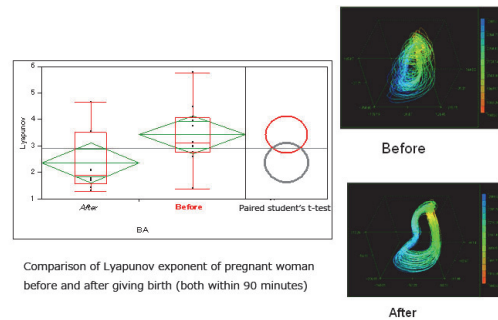 6
5
4
3
2
1
Lyapunov
After
Before
Paired student's t-test
BA
Comparison of Lyapunov exponent of pregnant woman
before and after giving birth (both within 90 minutes)
Before
After